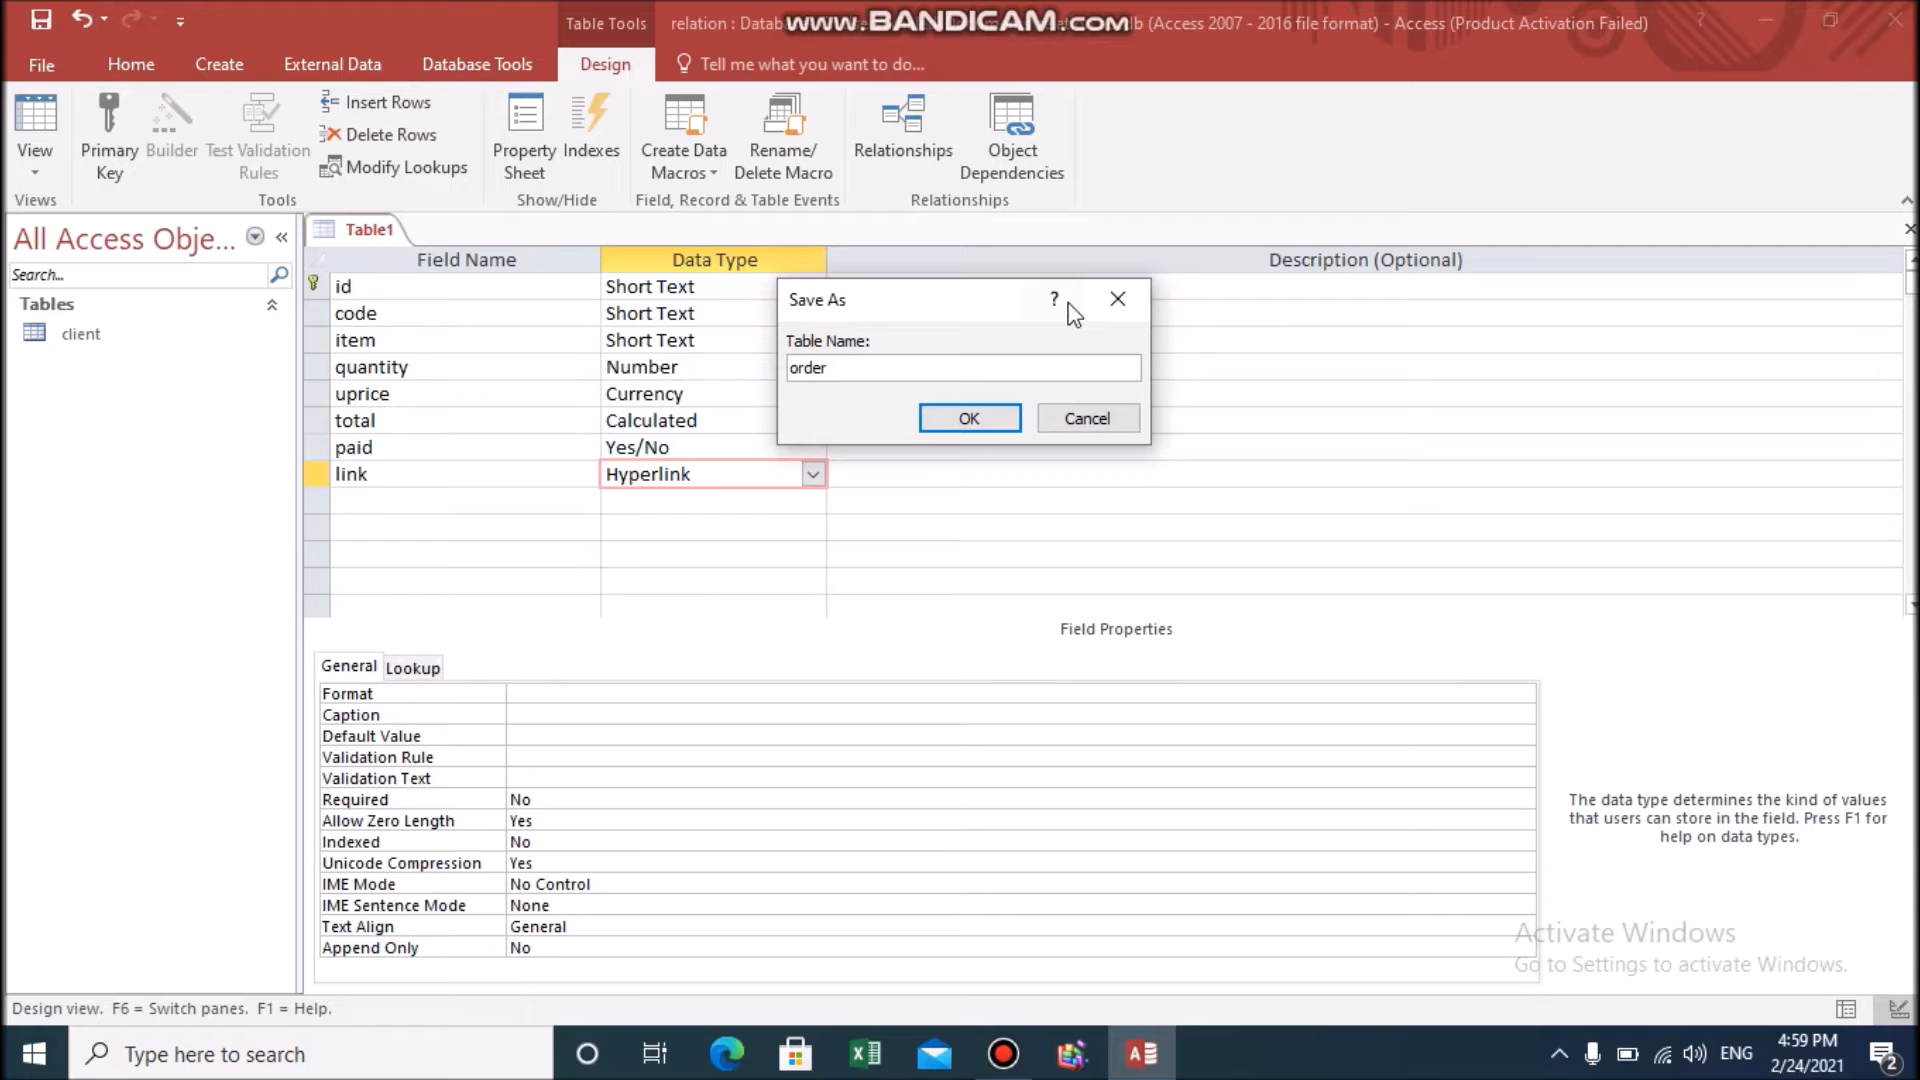 Table Tools
relation : Datab
www.BANDICAM.com
b (Access 2007 - 2016 file format) - Access (Product Activation Failed)
?
File
Home
Create
External Data
Database Tools
Design
Tell me what you want to do...
View
Primary Key
Builder
Test Validation Rules
Insert Rows
Delete Rows
Modify Lookups
Property Sheet
Indexes
Create Data Macros
Rename/ Delete Macro
Relationships
Object Dependencies
Views
Tools
Show/Hide
Field, Record & Table Events
Relationships
All Access Obje...
Search...
Tables
client
Table1
Field Name
Data Type
Description (Optional)
id
Short Text
code
Short Text
item
Short Text
quantity
Number
uprice
Currency
total
Calculated
paid
Yes/No
link
Hyperlink
Save As
?
Table Name:
order
OK
Cancel
Field Properties
General
Lookup
Format
Caption
Default Value
Validation Rule
Validation Text
Required
No
Allow Zero Length
Yes
Indexed
No
Unicode Compression
Yes
IME Mode
No Control
IME Sentence Mode
None
Text Align
General
Append Only
No
The data type determines the kind of values
that users can store in the field. Press F1 for
help on data types.
Activate Windows
Go to Settings to activate Windows.
Design view.  F6 = Switch panes.  F1 = Help.
Type here to search
ENG
4:59 PM
2/24/2021
2